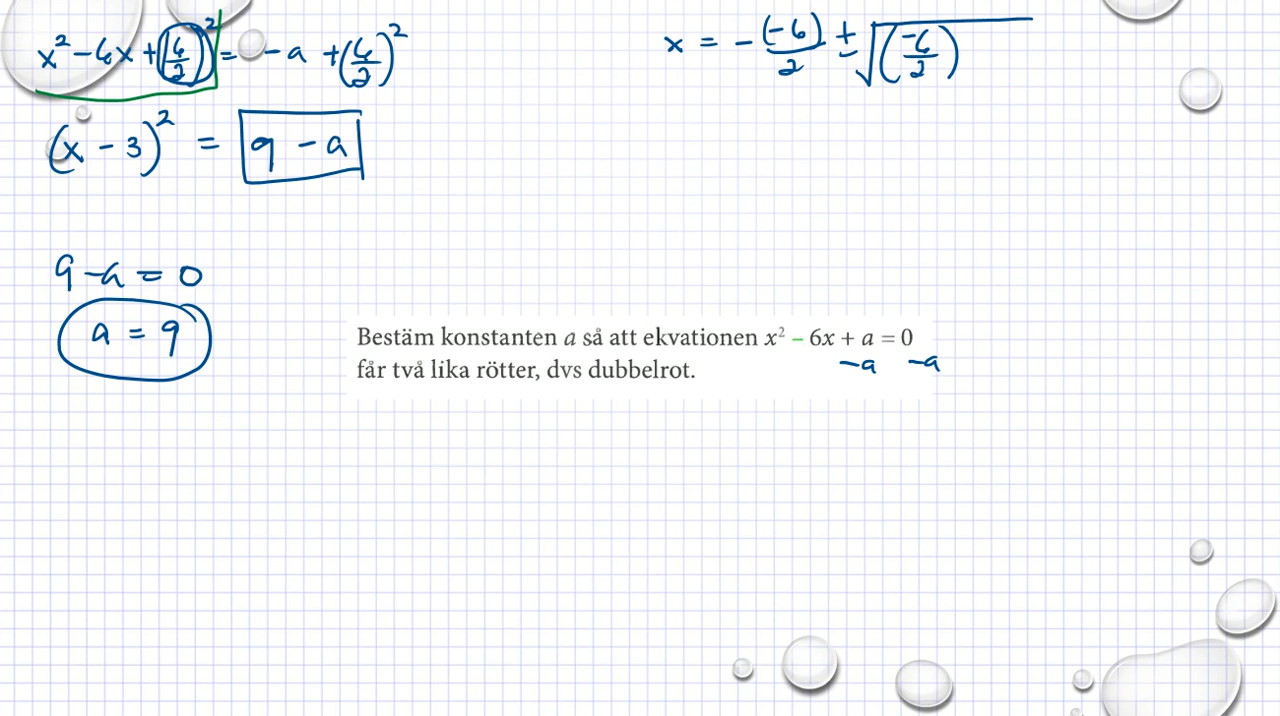 x² - 6x + (6/2)² = -a + (6/2)²
(x - 3)² = 9 - a
9 - a = 0
a = 9
x = - (-6)/2 ± √(-6/2)
Bestäm konstanten a så att ekvationen x² – 6x + a = 0
-a -a
får två lika rötter, dvs dubbelrot.